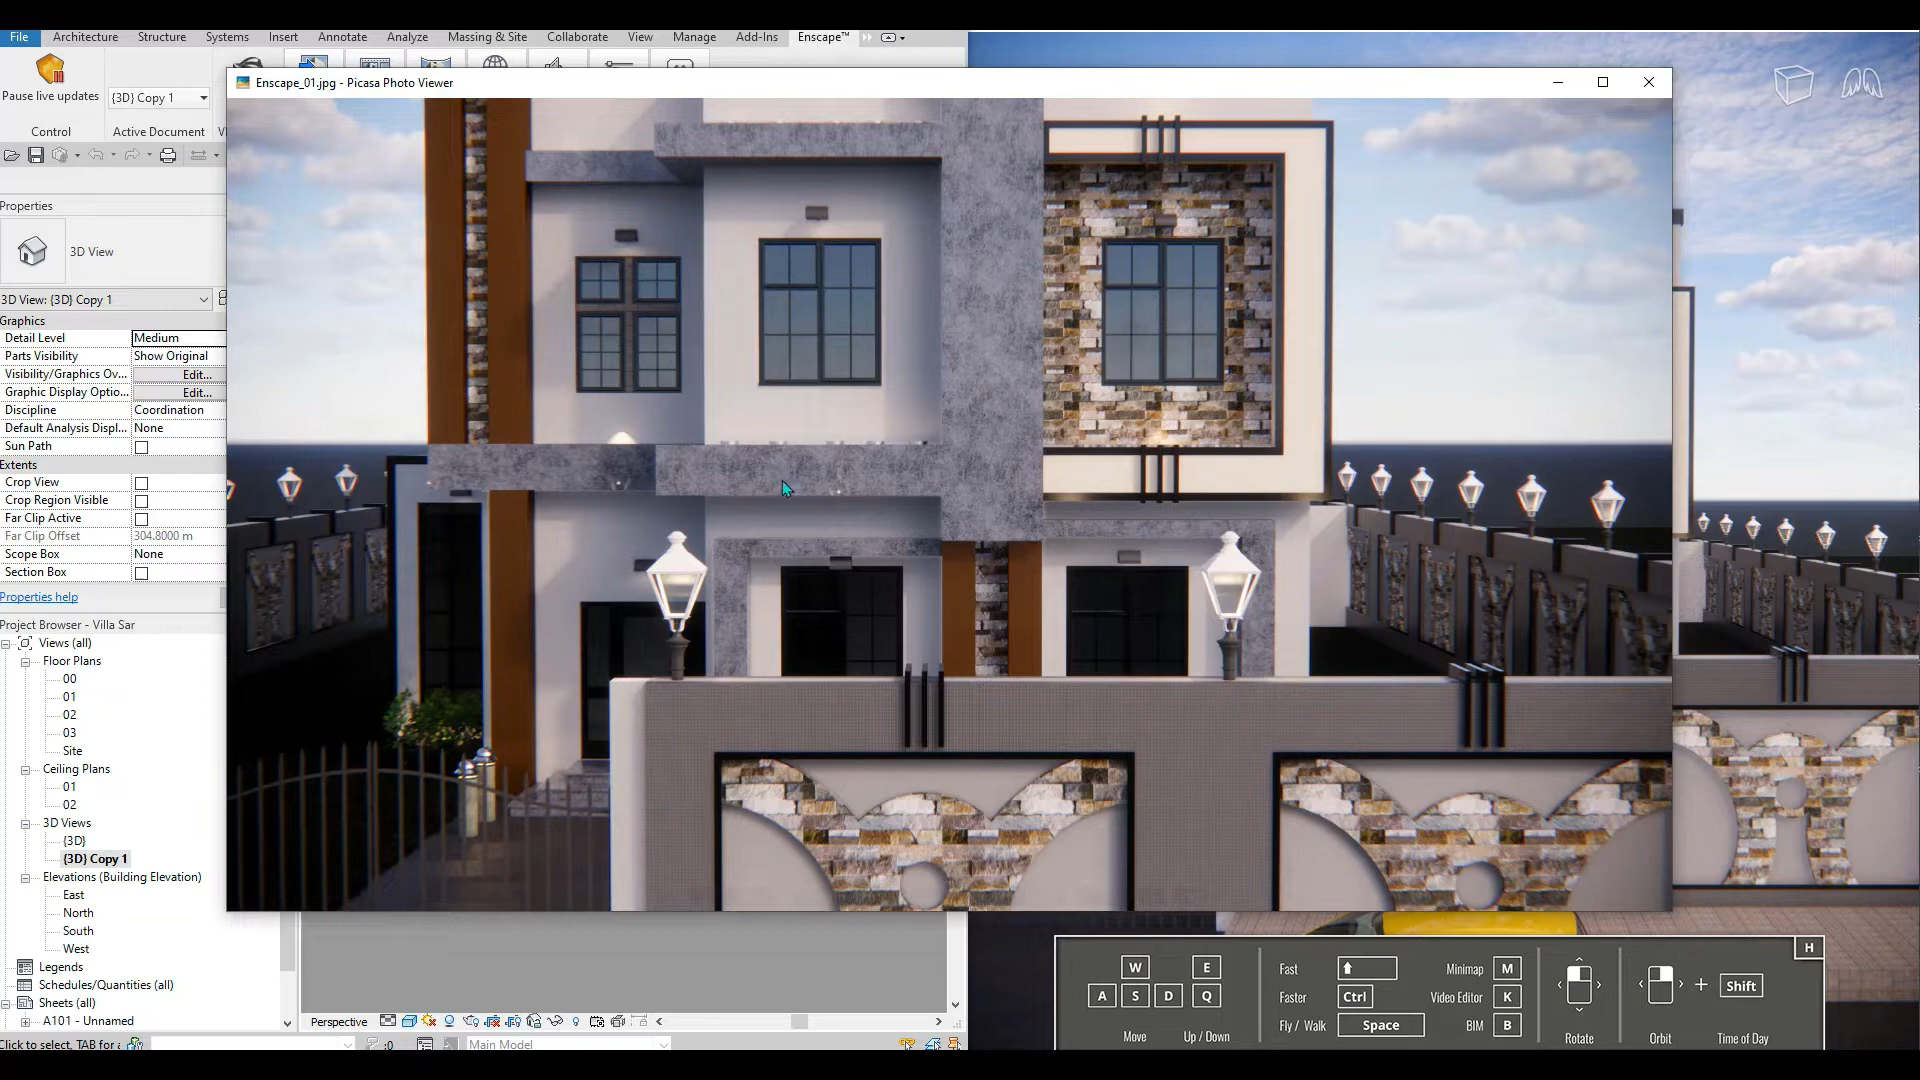 File Architecture Structure Systems Insert Annotate Analyze Massing & Site Collaborate View Manage Add-Ins Enscape™
Enscape_01.jpg - Picasa Photo Viewer
Pause live updates
{3D} Copy 1
Control
Active Document
Properties
3D View
3D View: {3D} Copy 1
Graphics
Detail Level Medium
Parts Visibility Show Original
Visibility/Graphics Ov... Edit...
Graphic Display Optio... Edit...
Discipline Coordination
Default Analysis Displ... None
Sun Path
Extents
Crop View
Crop Region Visible
Far Clip Active
Far Clip Offset 304.8000 m
Scope Box None
Section Box
Properties help
Project Browser - Villa Sar
Views (all)
Floor Plans
00
01
02
03
Site
Ceiling Plans
01
02
3D Views
{3D}
{3D} Copy 1
Elevations (Building Elevation)
East
North
South
West
Legends
Schedules/Quantities (all)
Sheets (all)
A101 - Unnamed
Perspective
Click to select, TAB for a
:0
Main Model
H
W E
A S D Q
Move Up / Down
Fast
Faster Ctrl
Fly / Walk Space
Minimap M
Video Editor K
BIM B
Rotate
+ Shift
Orbit Time of Day